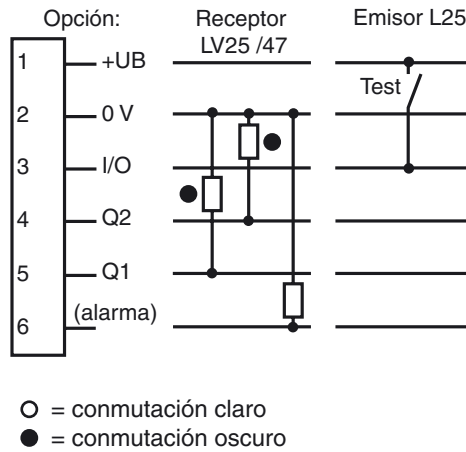 Opción: Receptor LV25 /47 Emisor L25
1 +UB
Test
2 0 V
3 I/O
4 Q2
5 Q1
6 (alarma)
= conmutación claro
= conmutación oscuro